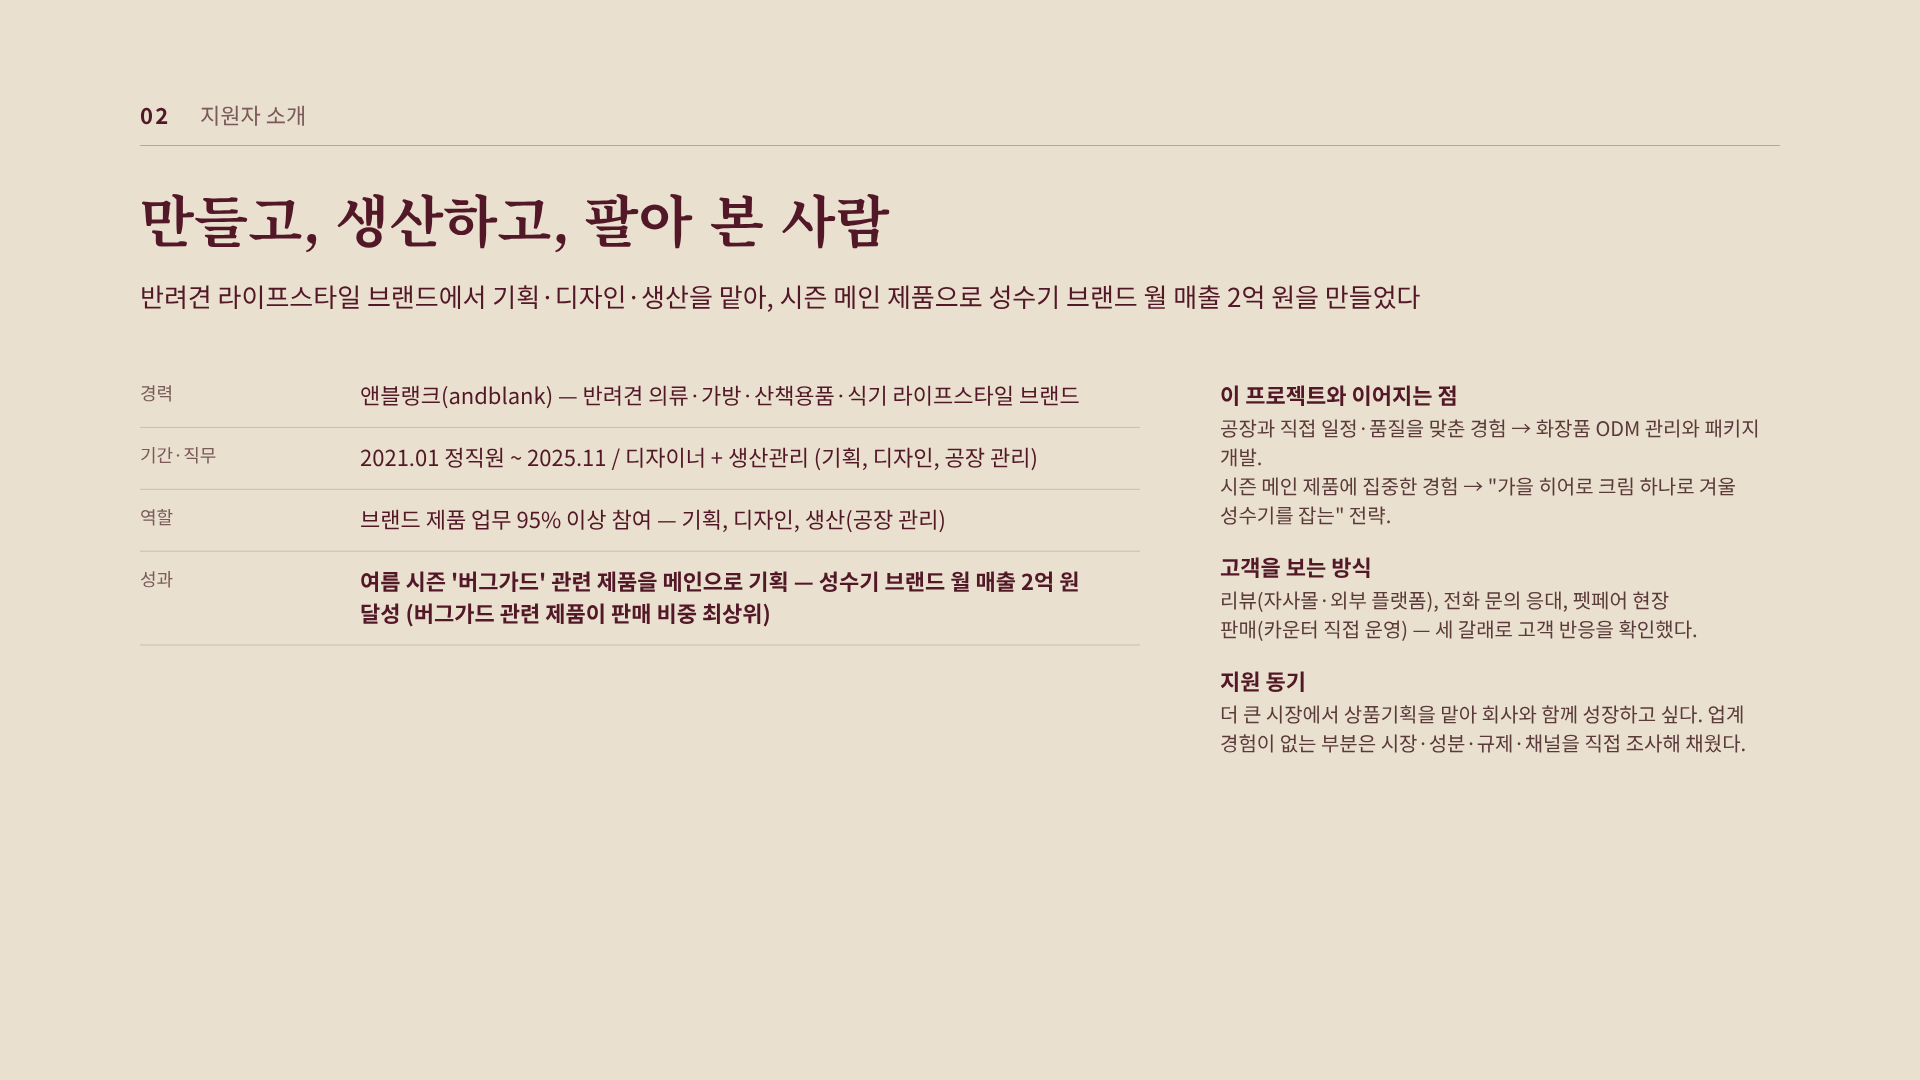 02 지원자 소개
만들고, 생산하고, 팔아 본 사람
반려견 라이프스타일 브랜드에서 기획·디자인·생산을 맡아, 시즌 메인 제품으로 성수기 브랜드 월 매출 2억 원을 만들었다
경력 앤블랭크(andblank) — 반려견 의류·가방·산책용품·식기 라이프스타일 브랜드
기간·직무 2021.01 정직원 ~ 2025.11 / 디자이너 + 생산관리 (기획, 디자인, 공장 관리)
역할 브랜드 제품 업무 95% 이상 참여 — 기획, 디자인, 생산(공장 관리)
성과 여름 시즌 '버그가드' 관련 제품을 메인으로 기획 — 성수기 브랜드 월 매출 2억 원
달성 (버그가드 관련 제품이 판매 비중 최상위)
이 프로젝트와 이어지는 점
공장과 직접 일정·품질을 맞춘 경험 → 화장품 ODM 관리와 패키지
개발.
시즌 메인 제품에 집중한 경험 → "가을 히어로 크림 하나로 겨울
성수기를 잡는" 전략.
고객을 보는 방식
리뷰(자사몰·외부 플랫폼), 전화 문의 응대, 펫페어 현장
판매(카운터 직접 운영) — 세 갈래로 고객 반응을 확인했다.
지원 동기
더 큰 시장에서 상품기획을 맡아 회사와 함께 성장하고 싶다. 업계
경험이 없는 부분은 시장·성분·규제·채널을 직접 조사해 채웠다.